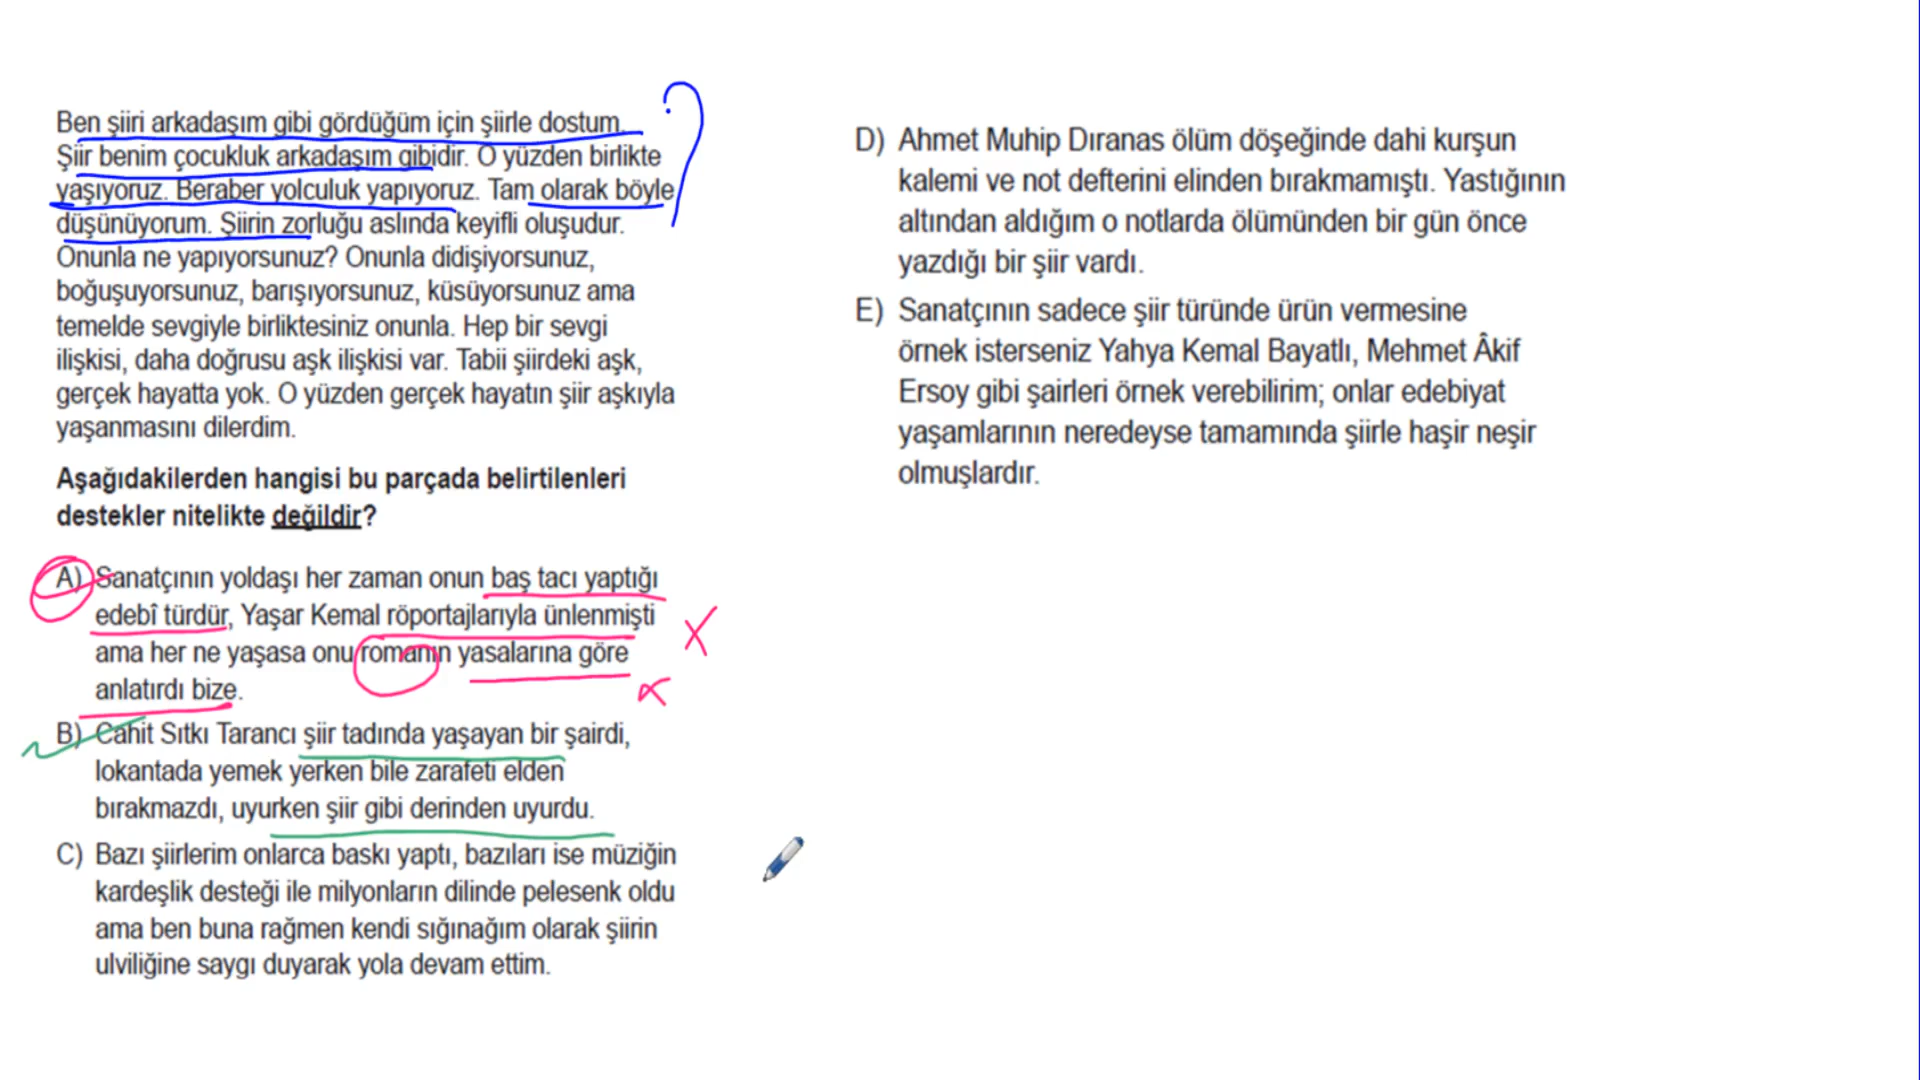 Ben şiiri arkadaşım gibi gördüğüm için şiirle dostum.
Şiir benim çocukluk arkadaşım gibidir. O yüzden birlikte
yaşıyoruz. Beraber yolculuk yapıyoruz. Tam olarak böyle
düşünüyorum. Şiirin zorluğu aslında keyifli oluşudur.
Onunla ne yapıyorsunuz? Onunla didişiyorsunuz,
boğuşuyorsunuz, barışıyorsunuz, küsüyorsunuz ama
temelde sevgiyle birliktesiniz onunla. Hep bir sevgi
ilişkisi, daha doğrusu aşk ilişkisi var. Tabii şiirdeki aşk,
gerçek hayatta yok. O yüzden gerçek hayatın şiir aşkıyla
yaşanmasını dilerdim.
Aşağıdakilerden hangisi bu parçada belirtilenleri
destekler nitelikte değildir?
A) Sanatçının yoldaşı her zaman onun baş tacı yaptığı
edebî türdür, Yaşar Kemal röportajlarıyla ünlenmişti
ama her ne yaşasa onu romanın yasalarına göre
anlatırdı bize.
B) Cahit Sıtkı Tarancı şiir tadında yaşayan bir şairdi,
lokantada yemek yerken bile zarafeti elden
bırakmazdı, uyurken şiir gibi derinden uyurdu.
C) Bazı şiirlerim onlarca baskı yaptı, bazıları ise müziğin
kardeşlik desteği ile milyonların dilinde pelesenk oldu
ama ben buna rağmen kendi sığınağım olarak şiirin
ulviliğine saygı duyarak yola devam ettim.
D) Ahmet Muhip Dıranas ölüm döşeğinde dahi kurşun
kalemi ve not defterini elinden bırakmamıştı. Yastığının
altından aldığım o notlarda ölümünden bir gün önce
yazdığı bir şiir vardı.
E) Sanatçının sadece şiir türünde ürün vermesine
örnek isterseniz Yahya Kemal Bayatlı, Mehmet Âkif
Ersoy gibi şairleri örnek verebilirim; onlar edebiyat
yaşamlarının neredeyse tamamında şiirle haşir neşir
olmuşlardır.